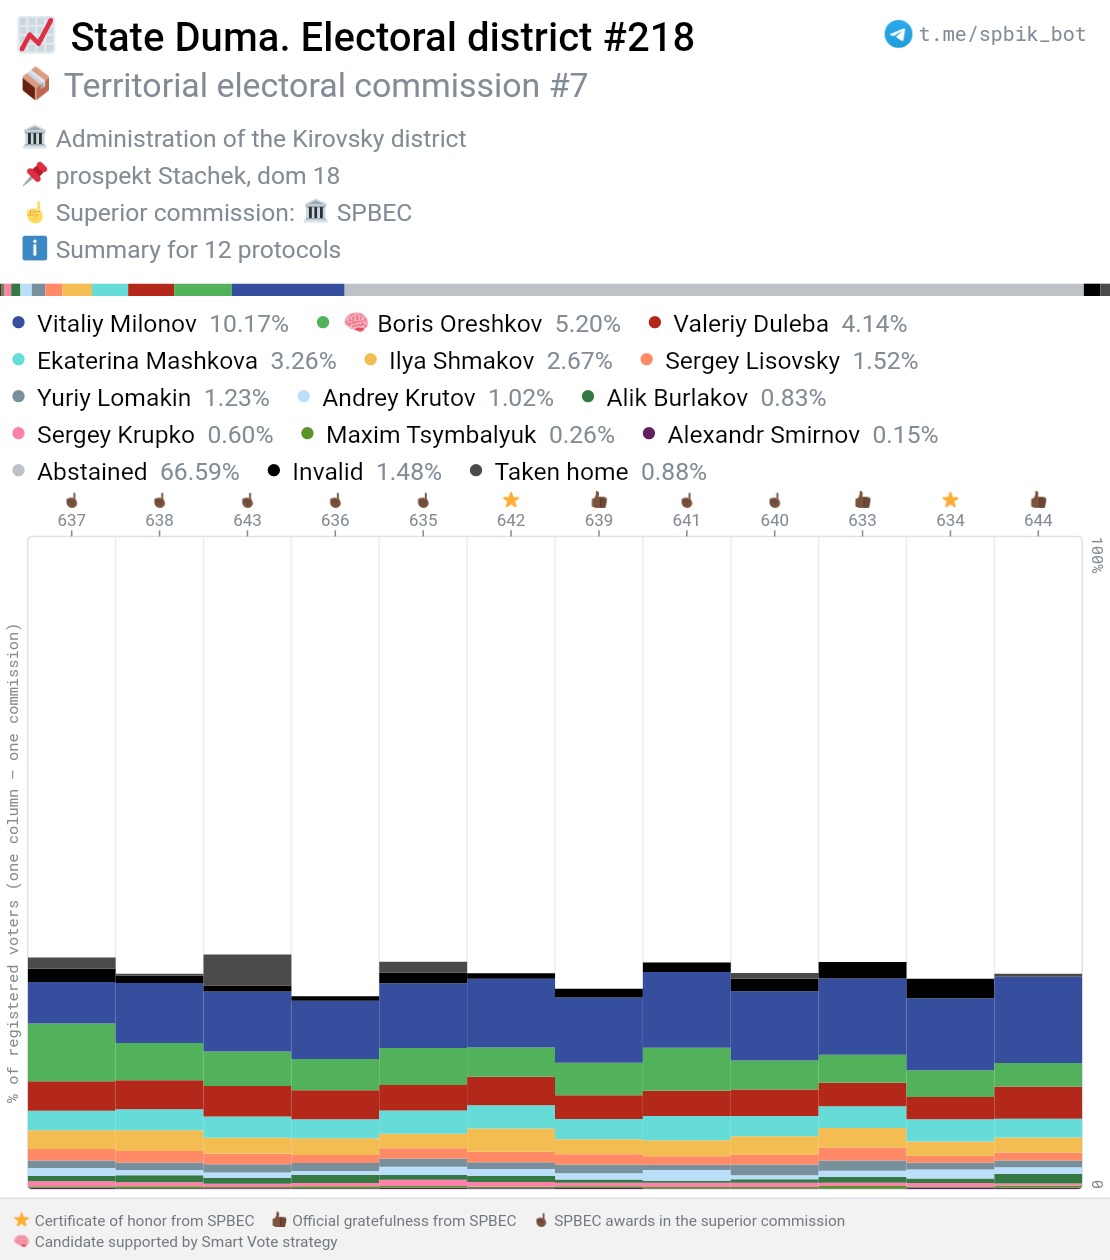 State Duma. Electoral district #218
t.me/spbik_bot
Territorial electoral commission #7
Administration of the Kirovsky district
prospekt Stachek, dom 18
Superior commission: SPBEC
Summary for 12 protocols
Vitaliy Milonov 10.17% Boris Oreshkov 5.20% Valeriy Duleba 4.14%
Ekaterina Mashkova 3.26% Ilya Shmakov 2.67% Sergey Lisovsky 1.52%
Yuriy Lomakin 1.23% Andrey Krutov 1.02% Alik Burlakov 0.83%
Sergey Krupko 0.60% Maxim Tsymbalyuk 0.26% Alexandr Smirnov 0.15%
Abstained 66.59% Invalid 1.48% Taken home 0.88%
637 638 643 636 635 642 639 641 640 633 634 644
100%
% of registered voters (one column – one commission)
0
Certificate of honor from SPBEC Official gratefulness from SPBEC SPBEC awards in the superior commission
Candidate supported by Smart Vote strategy